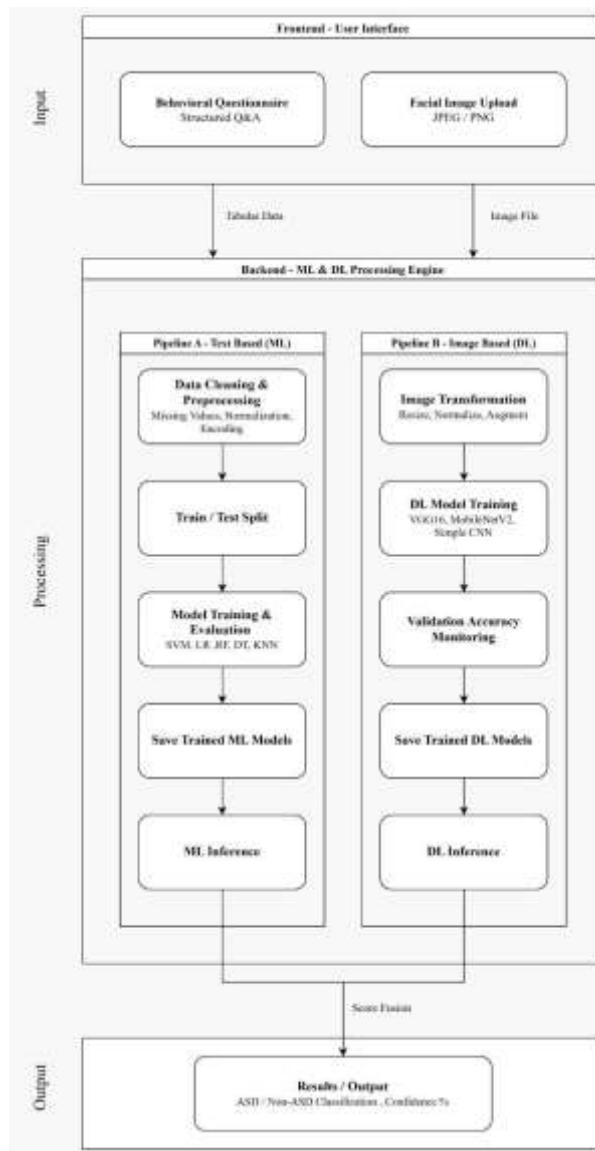 Frontend - User Interface
Input
Behavioral Questionnaire
Structured Q&A
Facial Image Upload
JPEG / PNG
Tabular Data
Image File
Backend - ML & DL Processing Engine
Processing
Pipeline A - Text Based (ML)
Data Cleaning &
Preprocessing
Missing Values, Normalization,
Encoding
Train / Test Split
Model Training &
Evaluation
SVM, LR, RF, DT, KNN
Save Trained ML Models
ML Inference
Pipeline B - Image Based (DL)
Image Transformation
Resize, Normalize, Augment
DL Model Training
VGG16, MobileNetV2,
Simple CNN
Validation Accuracy
Monitoring
Save Trained DL Models
DL Inference
Score Fusion
Output
Results / Output
ASD / Non-ASD Classification , Confidence %